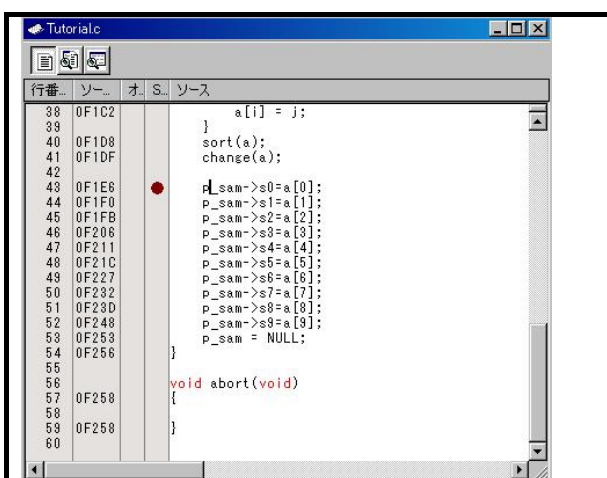 Tutorial.c
行番... ソー... オ.. S... ソース
38 0F1C2 a[i] = j;
39 }
40 0F1D8 sort(a);
41 0F1DF change(a);
42
43 0F1E6 p_sam->s0=a[0];
44 0F1F0 p_sam->s1=a[1];
45 0F1FB p_sam->s2=a[2];
46 0F206 p_sam->s3=a[3];
47 0F211 p_sam->s4=a[4];
48 0F21C p_sam->s5=a[5];
49 0F227 p_sam->s6=a[6];
50 0F232 p_sam->s7=a[7];
51 0F23D p_sam->s8=a[8];
52 0F248 p_sam->s9=a[9];
53 0F253 p_sam = NULL;
54 0F256 }
55
56 void abort(void)
57 0F258 {
58
59 0F258 }
60